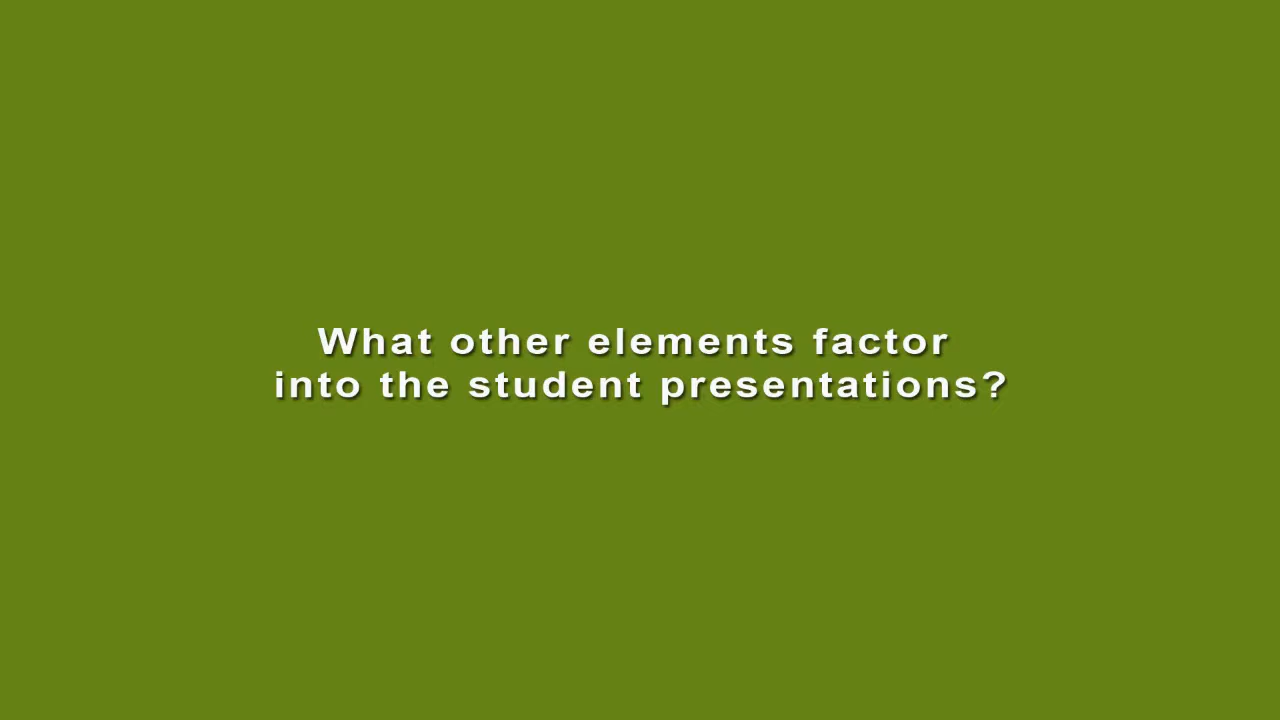 What other elements factor
into the student presentations?